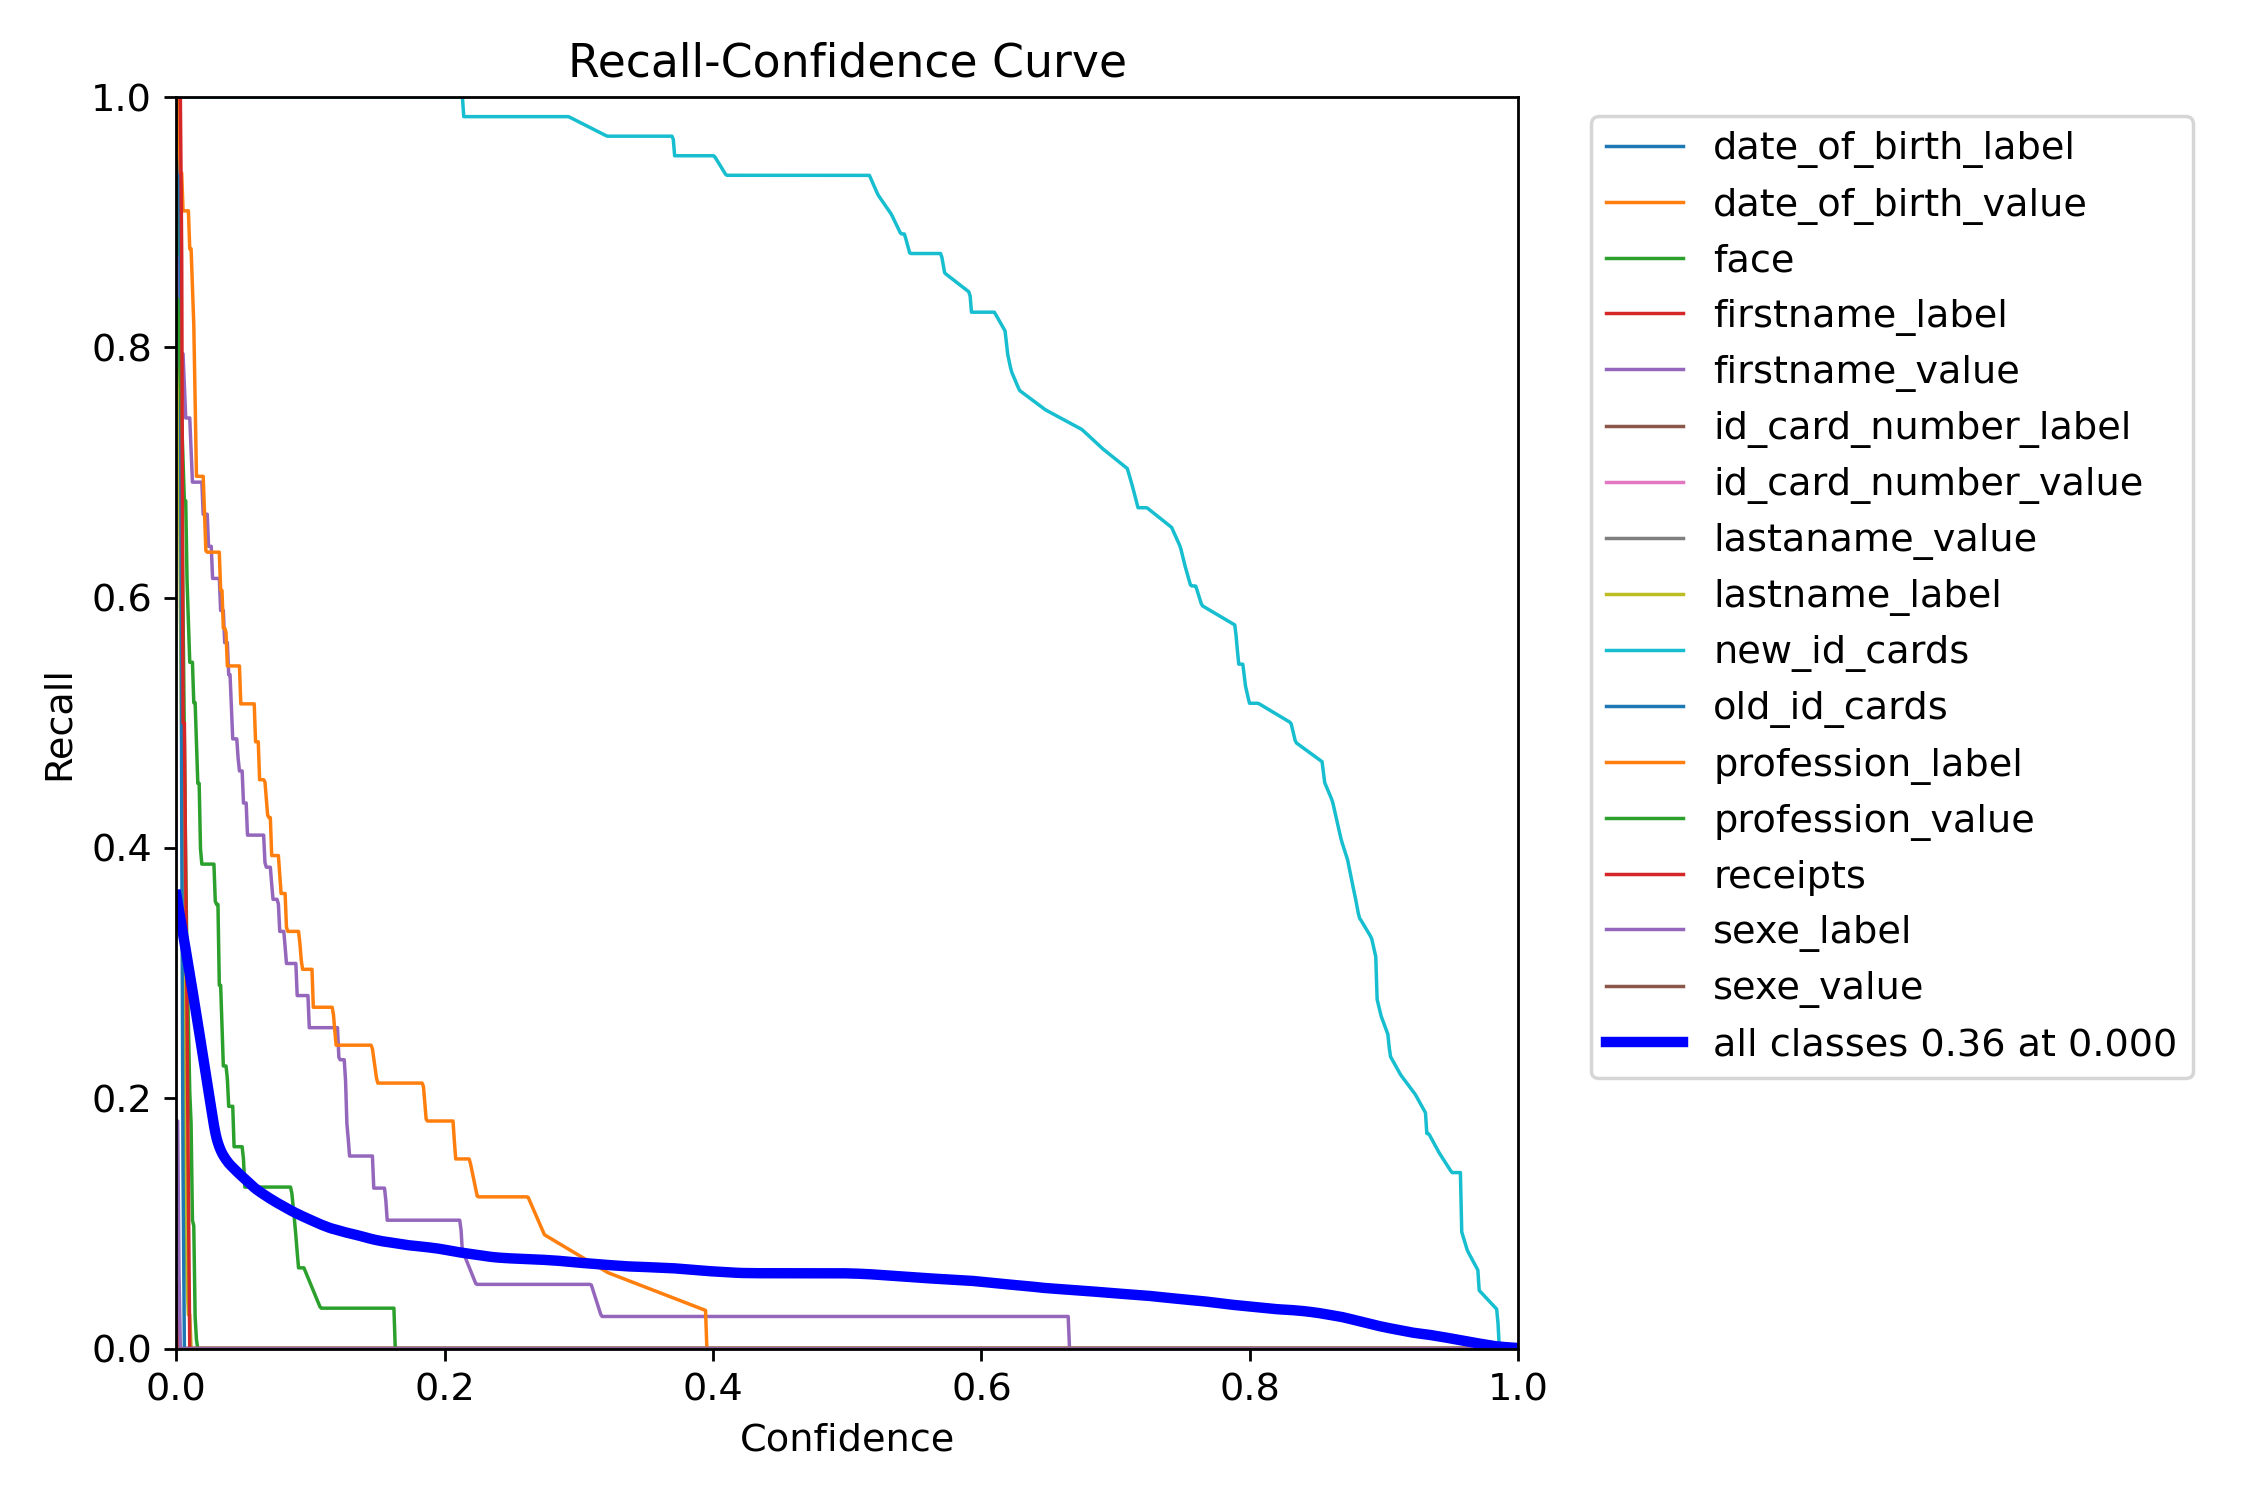 Recall-Confidence Curve
1.0
0.8
0.6
0.4
0.2
0.0
Recall
0.0 0.2 0.4 0.6 0.8 1.0
Confidence
date_of_birth_label
date_of_birth_value
face
firstname_label
firstname_value
id_card_number_label
id_card_number_value
lastaname_value
lastname_label
new_id_cards
old_id_cards
profession_label
profession_value
receipts
sexe_label
sexe_value
all classes 0.36 at 0.000